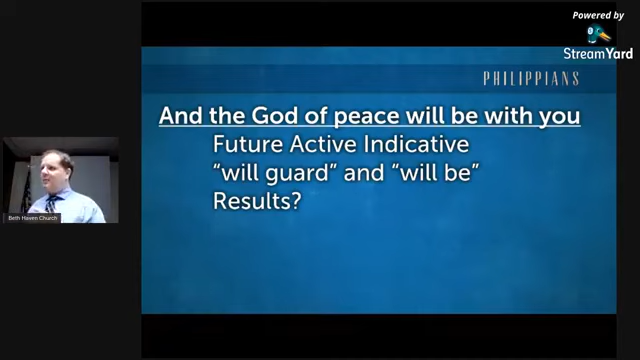 Powered by
StreamYard
PHILIPPIANS
And the God of peace will be with you
Future Active Indicative
“will guard” and “will be”
Results?
Beth Haven Church